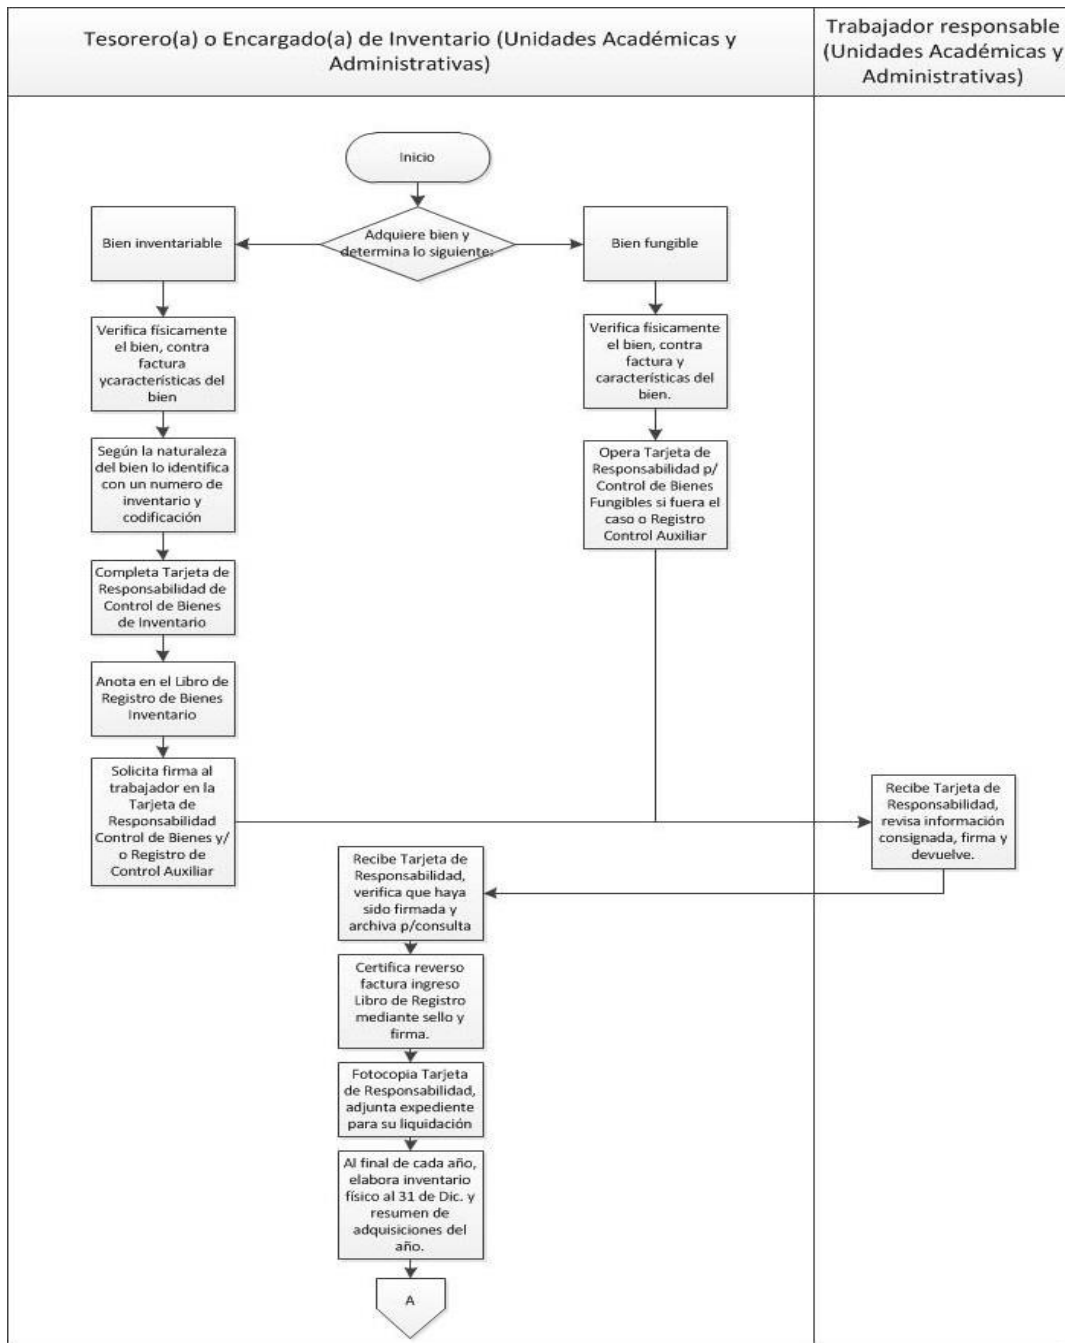 Tesorero(a) o Encargado(a) de Inventario (Unidades Académicas y
Administrativas)
Trabajador responsable
(Unidades Académicas y
Administrativas)
Inicio
Adquiere bien y
determina lo siguiente:
Bien inventariable
Bien fungible
Verifica físicamente
el bien, contra
factura
ycaracterísticas del
bien
Verifica físicamente
el bien, contra
factura y
características del
bien.
Según la naturaleza
del bien lo identifica
con un numero de
inventario y
codificación
Opera Tarjeta de
Responsabilidad p/
Control de Bienes
Fungibles si fuera el
caso o Registro
Control Auxiliar
Completa Tarjeta de
Responsabilidad de
Control de Bienes
de Inventario
Anota en el Libro de
Registro de Bienes
Inventario
Solicita firma al
trabajador en la
Tarjeta de
Responsabilidad
Control de Bienes y/
o Registro de
Control Auxiliar
Recibe Tarjeta de
Responsabilidad,
revisa información
consignada, firma y
devuelve.
Recibe Tarjeta de
Responsabilidad,
verifica que haya
sido firmada y
archiva p/consulta
Certifica reverso
factura ingreso
Libro de Registro
mediante sello y
firma.
Fotocopia Tarjeta
de Responsabilidad,
adjunta expediente
para su liquidación
Al final de cada año,
elabora inventario
físico al 31 de Dic. y
resumen de
adquisiciones del
año.
A